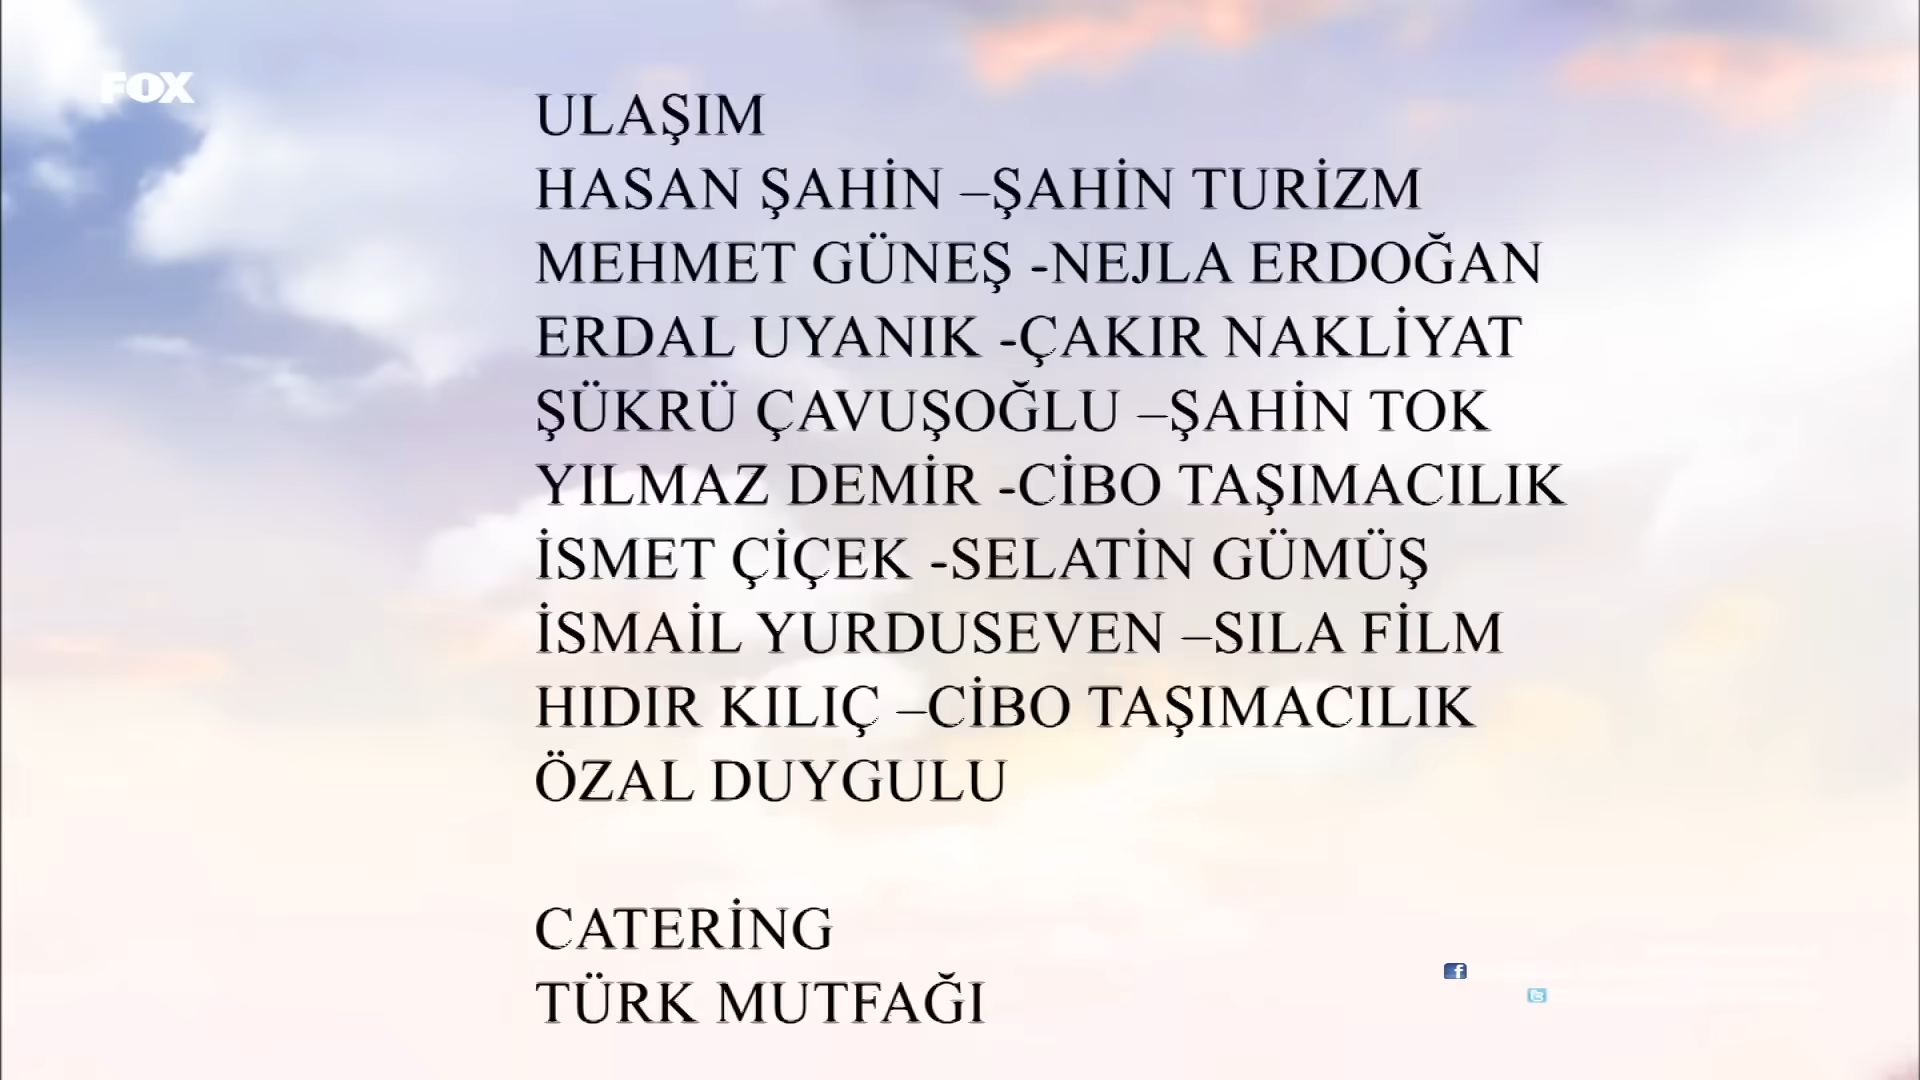 FOX
ULAŞIM
HASAN ŞAHİN –ŞAHİN TURİZM
MEHMET GÜNEŞ -NEJLA ERDOĞAN
ERDAL UYANIK -ÇAKIR NAKLİYAT
ŞÜKRÜ ÇAVUŞOĞLU –ŞAHİN TOK
YILMAZ DEMİR -CİBO TAŞIMACILIK
İSMET ÇİÇEK -SELATİN GÜMÜŞ
İSMAİL YURDUSEVEN –SILA FİLM
HIDIR KILIÇ –CİBO TAŞIMACILIK
ÖZAL DUYGULU
CATERİNG
TÜRK MUTFAĞI